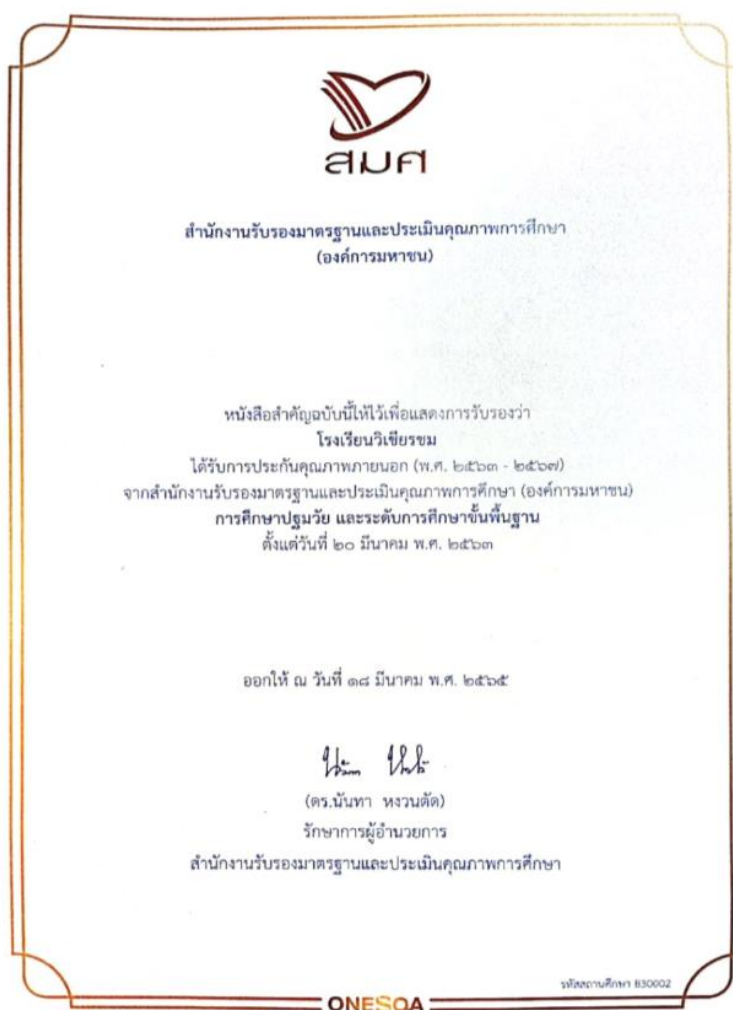 สมศ
สำนักงานรับรองมาตรฐานและประเมินคุณภาพการศึกษา
(องค์การมหาชน)
หนังสือสำคัญฉบับนี้ให้ไว้เพื่อแสดงการรับรองว่า
โรงเรียนวิเชียรชม
ได้รับการประกันคุณภาพภายนอก (พ.ศ. ๒๕๖๓ - ๒๕๖๗)
จากสำนักงานรับรองมาตรฐานและประเมินคุณภาพการศึกษา (องค์การมหาชน)
การศึกษาปฐมวัย และระดับการศึกษาขั้นพื้นฐาน
ตั้งแต่วันที่ ๒๐ มีนาคม พ.ศ. ๒๕๖๓
ออกให้ ณ วันที่ ๑๘ มีนาคม พ.ศ. ๒๕๖๕
(ดร.นันทา หงวนตัด)
รักษาการผู้อำนวยการ
สำนักงานรับรองมาตรฐานและประเมินคุณภาพการศึกษา
รหัสสถานศึกษา B30002
ONESQA